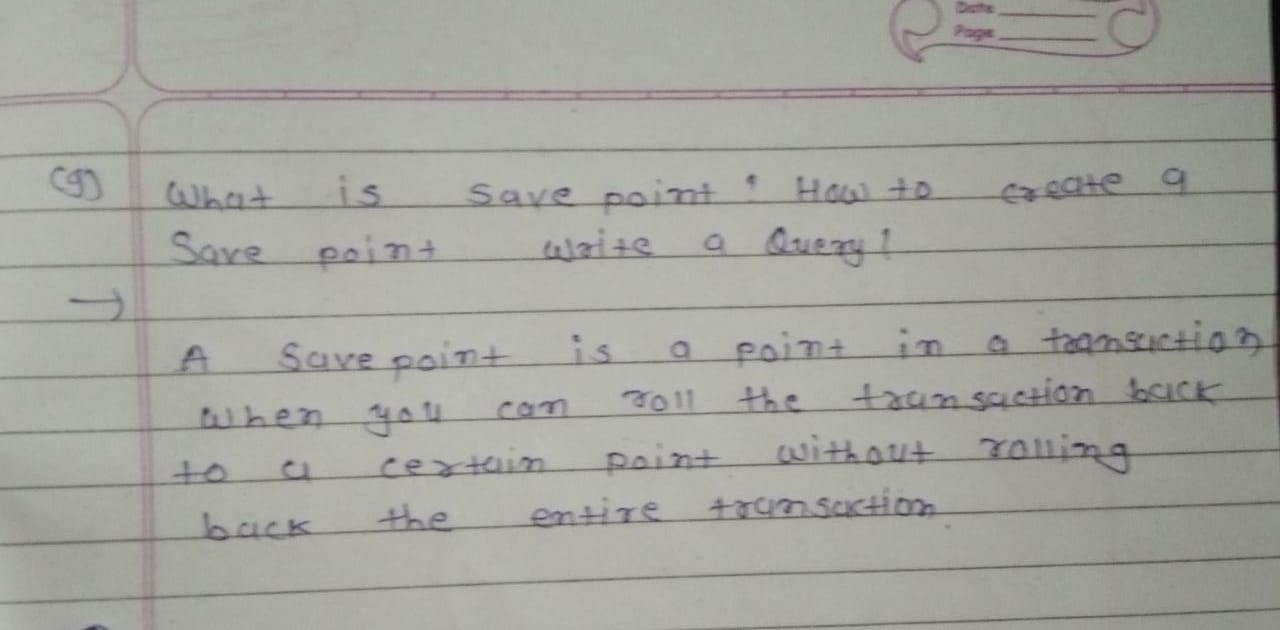 Date
Page
(g) What is save point ? How to create a
Save point write a Query !
→
A Save point is a point in a transaction
when you can roll the transaction back
to a certain point without rolling
back the entire transaction